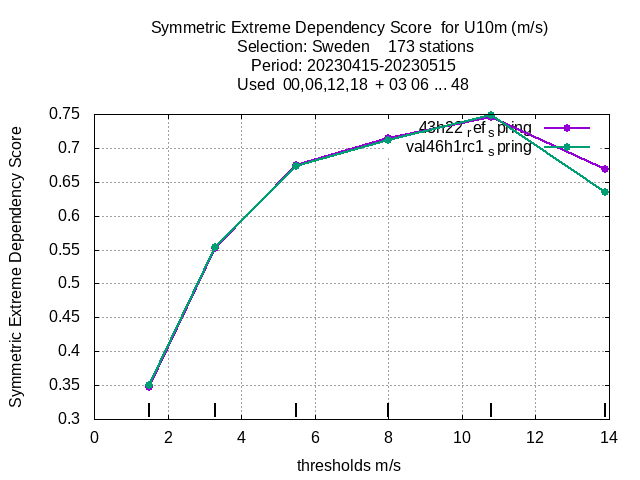 Symmetric Extreme Dependency Score  for U10m (m/s)
Selection: Sweden    173 stations
Period: 20230415-20230515
Used  00,06,12,18  + 03 06 ... 48
Symmetric Extreme Dependency Score
0.75
0.7
0.65
0.6
0.55
0.5
0.45
0.4
0.35
0.3
43h22_ref_spring
val46h1rc1_spring
0 2 4 6 8 10 12 14
thresholds m/s